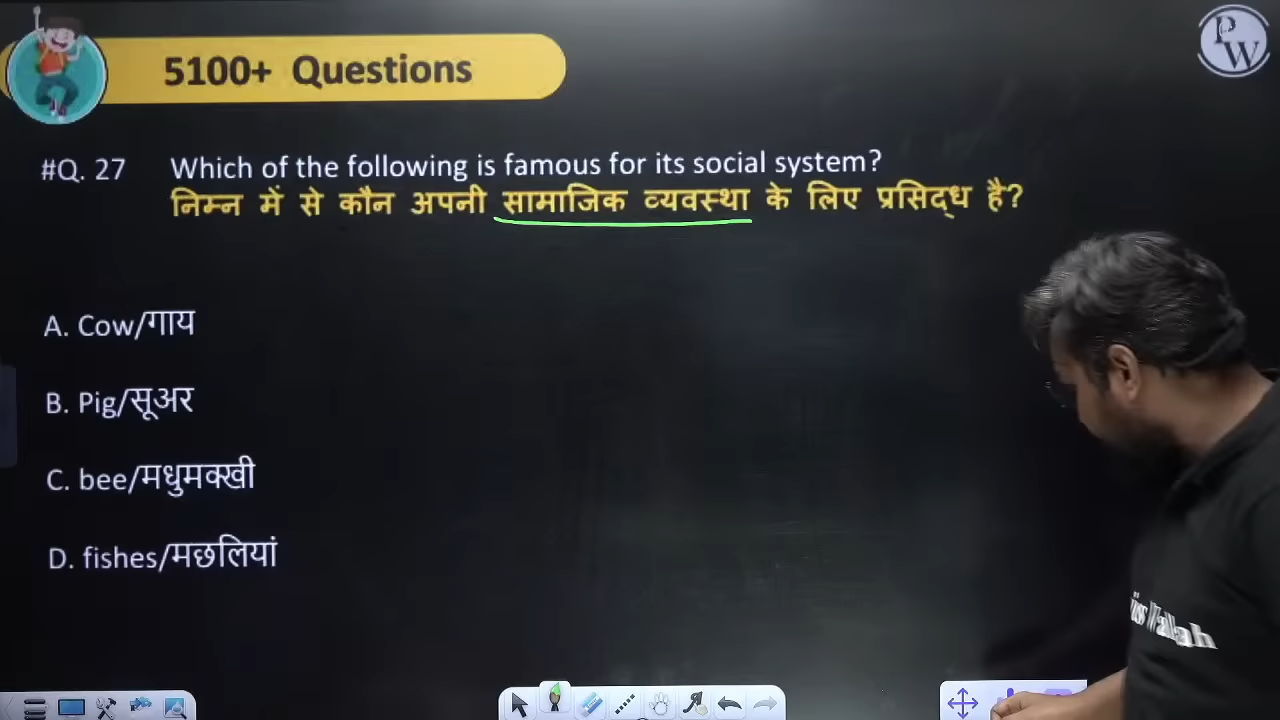 PW
5100+ Questions
#Q. 27 Which of the following is famous for its social system?
निम्न में से कौन अपनी सामाजिक व्यवस्था के लिए प्रसिद्ध है?
A. Cow/गाय
B. Pig/सूअर
C. bee/मधुमक्खी
D. fishes/मछलियां